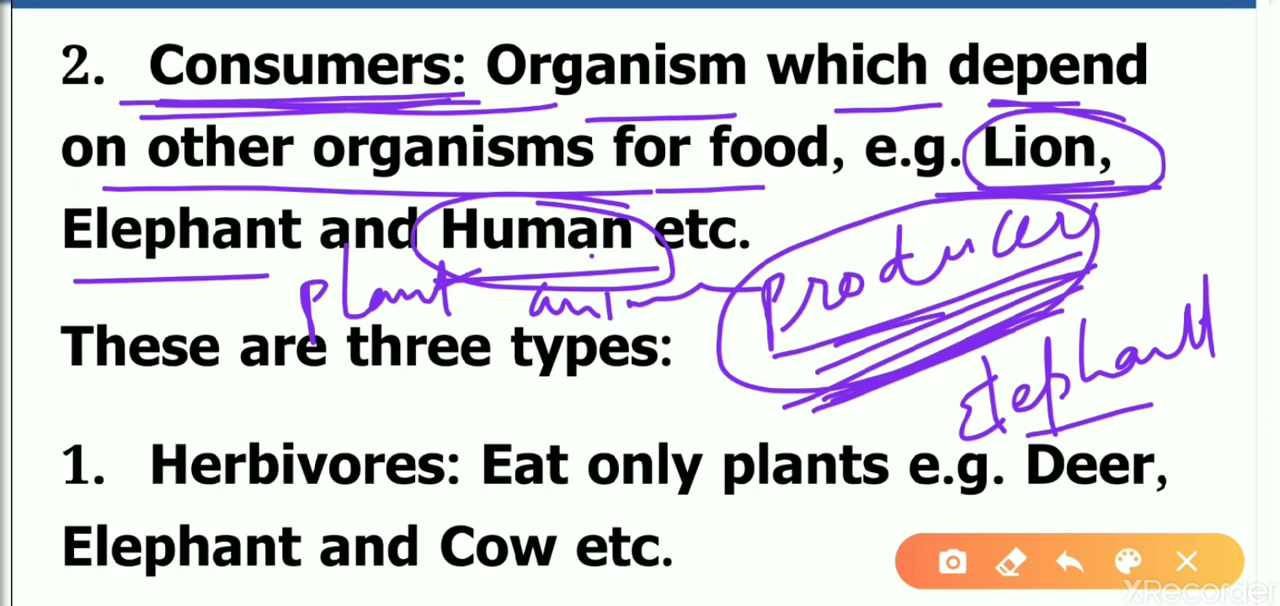 2. Consumers: Organism which depend
on other organisms for food, e.g. Lion,
Elephant and Human etc.
producer
plant ani
These are three types:
Elephant
1. Herbivores: Eat only plants e.g. Deer,
Elephant and Cow etc.
XRecorder